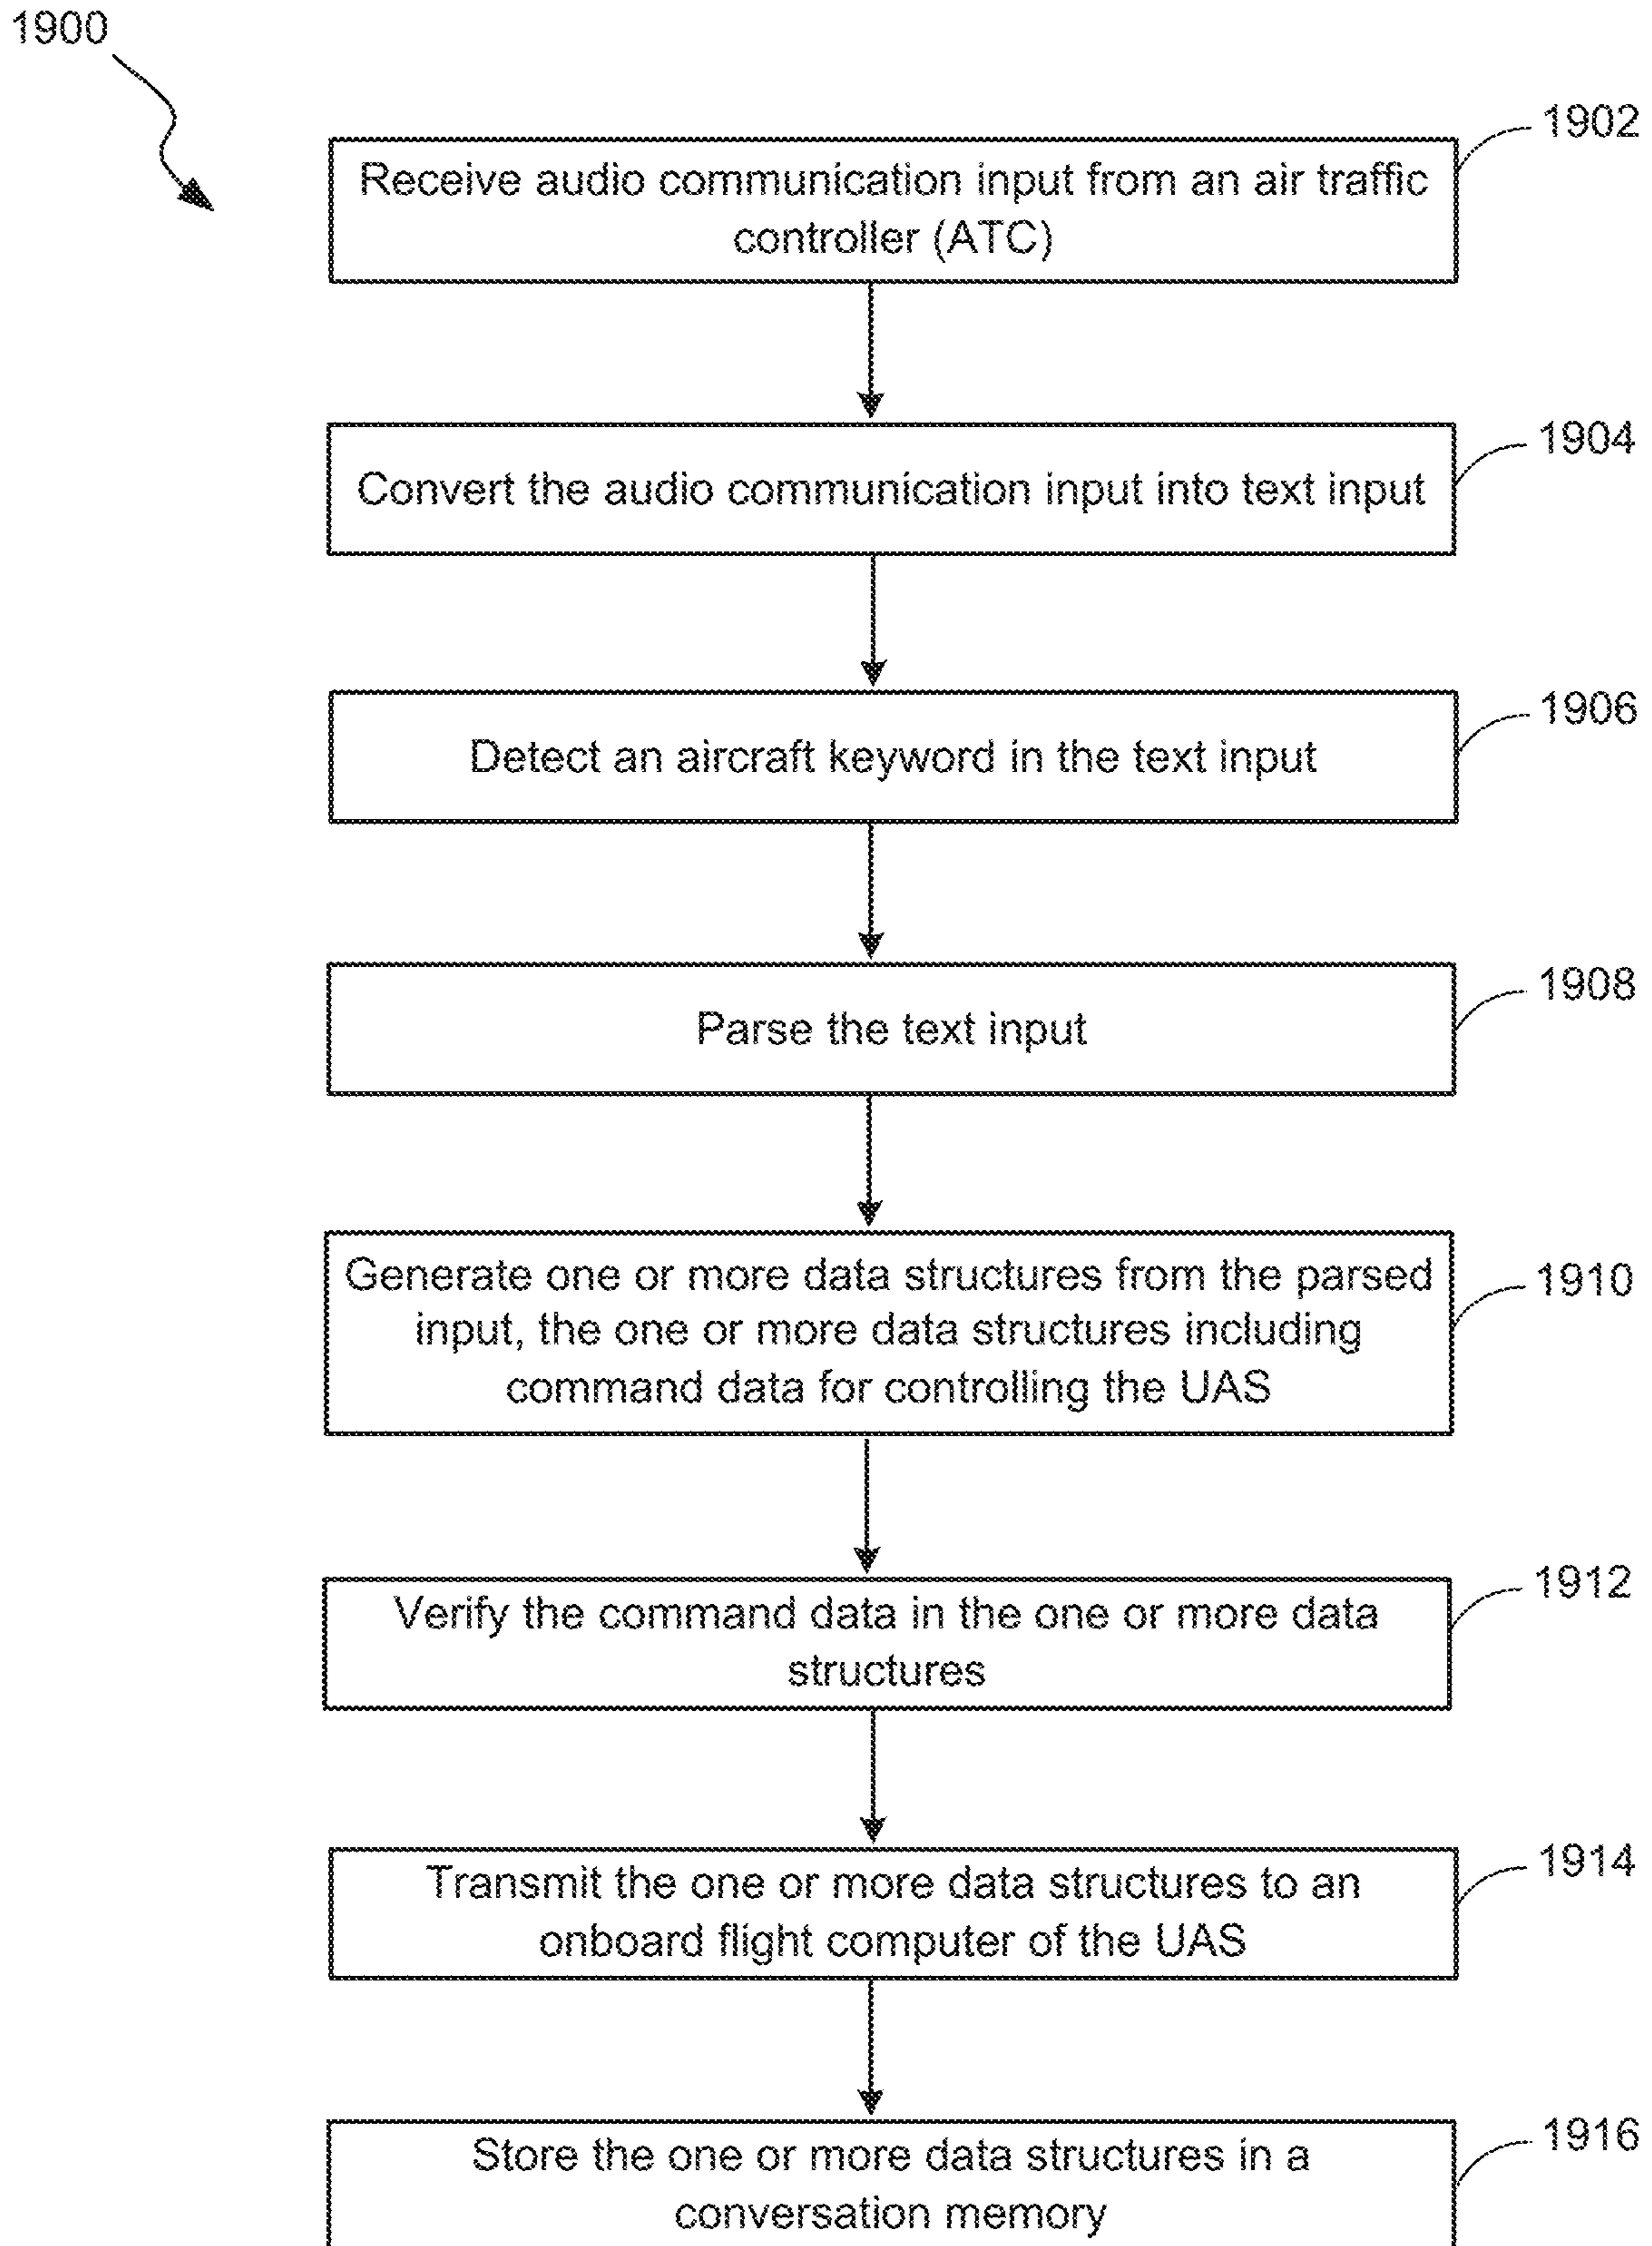 1900
1902
Receive audio communication input from an air traffic
controller (ATC)
1904
Convert the audio communication input into text input
1906
Detect an aircraft keyword in the text input
1908
Parse the text input
1910
Generate one or more data structures from the parsed
input, the one or more data structures including
command data for controlling the UAS
1912
Verify the command data in the one or more data
structures
1914
Transmit the one or more data structures to an
onboard flight computer of the UAS
1916
Store the one or more data structures in a
conversation memory